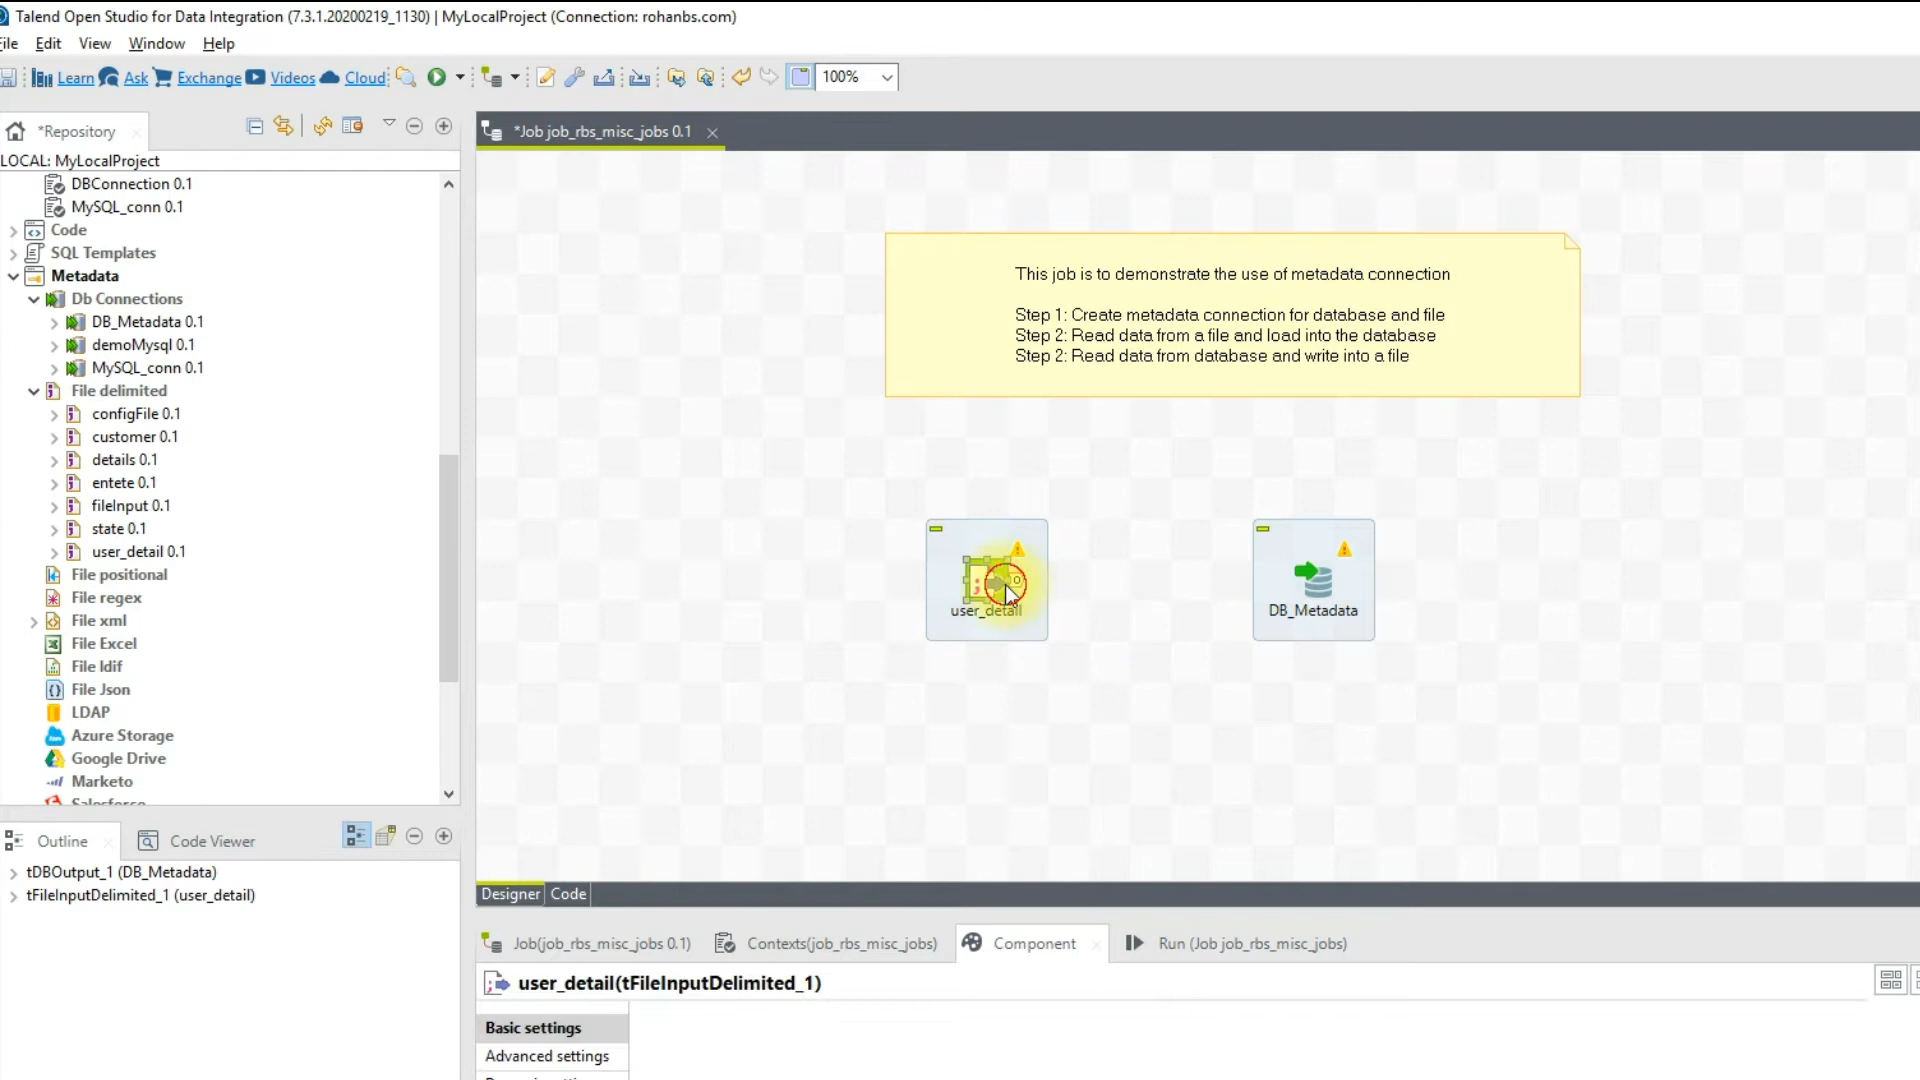 Talend Open Studio for Data Integration (7.3.1.20200219_1130) | MyLocalProject (Connection: rohanbs.com)
ile Edit View Window Help
Learn Ask Exchange Videos Cloud 100%
*Repository
LOCAL: MyLocalProject
DBConnection 0.1
MySQL_conn 0.1
Code
SQL Templates
Metadata
Db Connections
DB_Metadata 0.1
demoMysql 0.1
MySQL_conn 0.1
File delimited
configFile 0.1
customer 0.1
details 0.1
entete 0.1
fileInput 0.1
state 0.1
user_detail 0.1
File positional
File regex
File xml
File Excel
File ldif
File Json
LDAP
Azure Storage
Google Drive
Marketo
Salesforce
Outline Code Viewer
tDBOutput_1 (DB_Metadata)
tFileInputDelimited_1 (user_detail)
*Job job_rbs_misc_jobs 0.1
This job is to demonstrate the use of metadata connection
Step 1: Create metadata connection for database and file
Step 2: Read data from a file and load into the database
Step 2: Read data from database and write into a file
user_detail
DB_Metadata
Designer Code
Job(job_rbs_misc_jobs 0.1) Contexts(job_rbs_misc_jobs) Component Run (Job job_rbs_misc_jobs)
user_detail(tFileInputDelimited_1)
Basic settings
Advanced settings